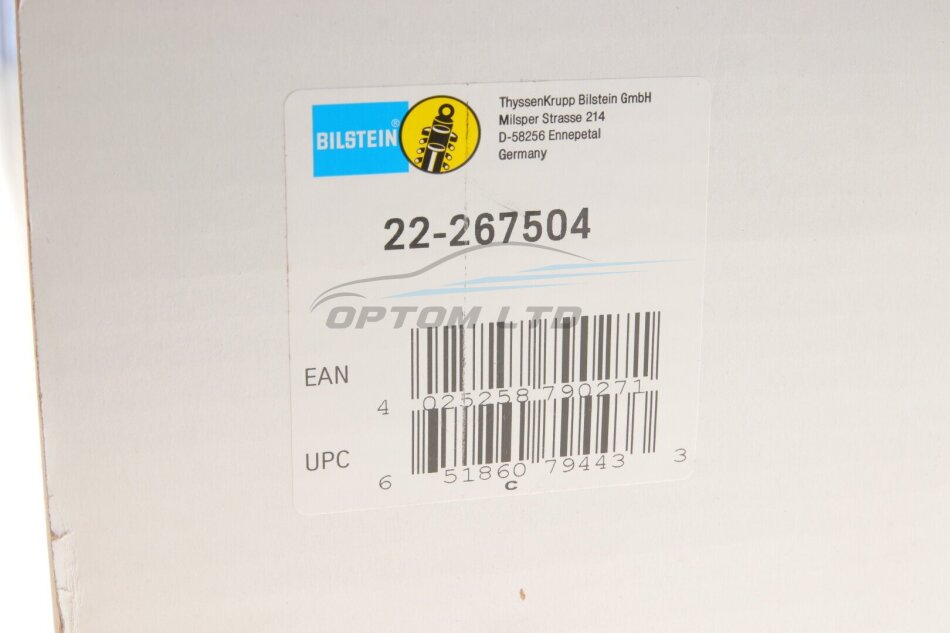 BILSTEIN®
ThyssenKrupp Bilstein GmbH
Milsper Strasse 214
D-58256 Ennepetal
Germany
22-267504
OPTOM LTD
EAN
4 025258 790271
UPC
6 51860 79443 3
C